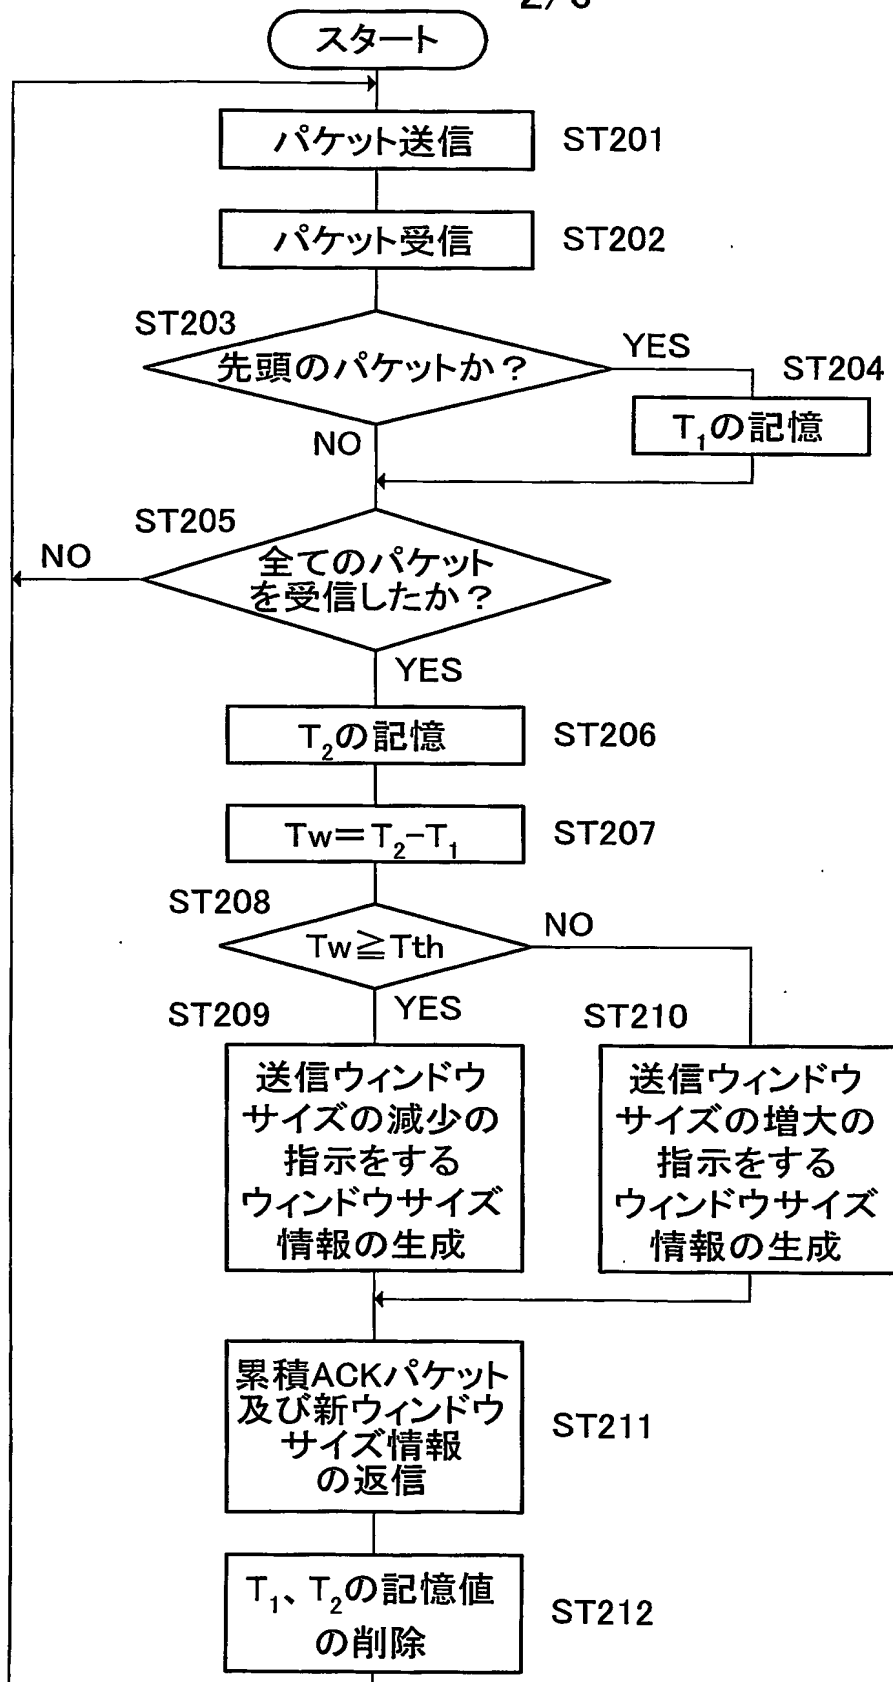 スタート
パケット送信
ST201
パケット受信
ST202
ST203
先頭のパケットか？
YES
ST204
T₁の記憶
NO
ST205
NO
全てのパケット
を受信したか？
YES
T₂の記憶
ST206
Tw＝T₂−T₁
ST207
ST208
Tw≧Tth
NO
ST209
YES
ST210
送信ウィンドウ
サイズの減少の
指示をする
ウィンドウサイズ
情報の生成
送信ウィンドウ
サイズの増大の
指示をする
ウィンドウサイズ
情報の生成
累積ACKパケット
及び新ウィンドウ
サイズ情報
の返信
ST211
T₁、T₂の記憶値
の削除
ST212